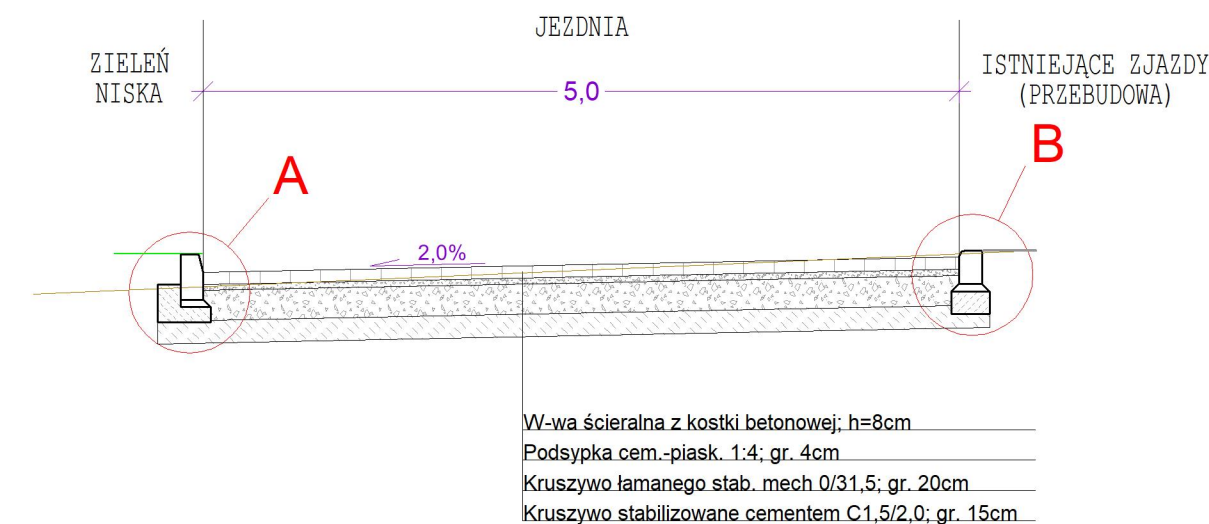 JEZDNIA
ZIELEŃ
NISKA
5,0
ISTNIEJĄCE ZJAZDY
(PRZEBUDOWA)
A
B
2,0%
W-wa ścieralna z kostki betonowej; h=8cm
Podsypka cem.-piask. 1:4; gr. 4cm
Kruszywo łamanego stab. mech 0/31,5; gr. 20cm
Kruszywo stabilizowane cementem C1,5/2,0; gr. 15cm